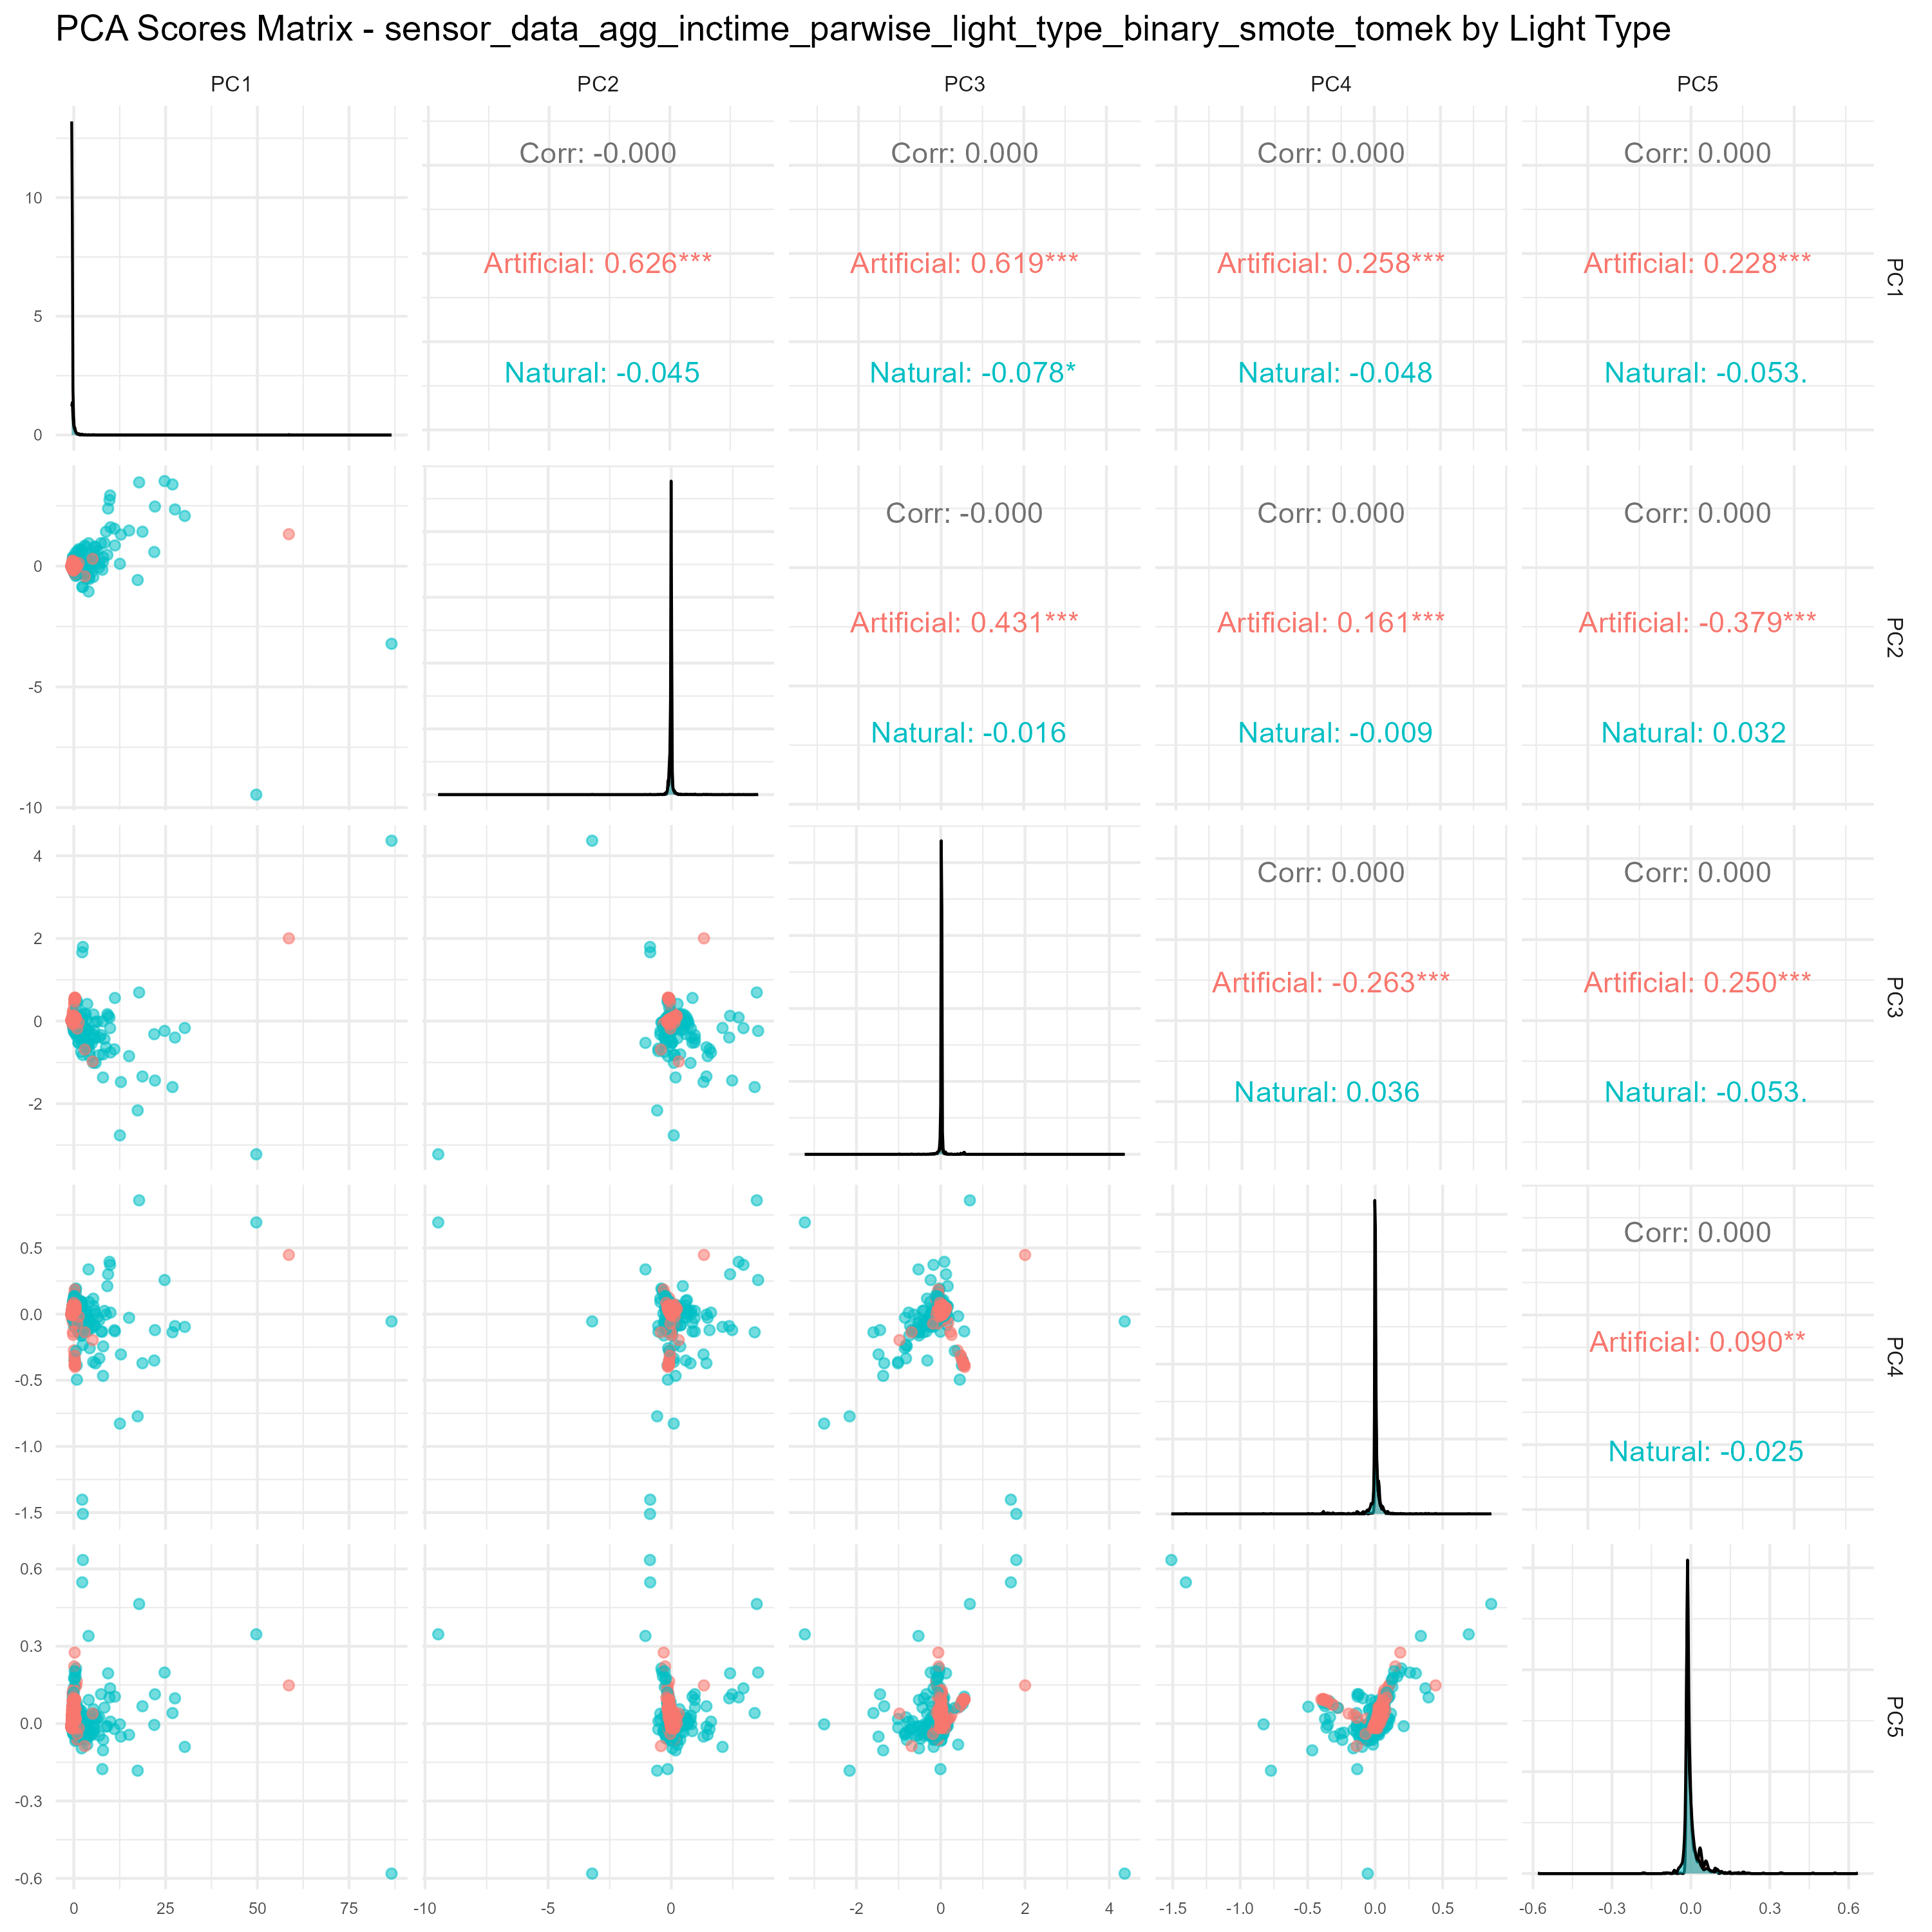 PCA Scores Matrix - sensor_data_agg_inctime_parwise_light_type_binary_smote_tomek by Light Type
PC1 PC2 PC3 PC4 PC5
Corr: -0.000 Corr: 0.000 Corr: 0.000 Corr: 0.000
10
Artificial: 0.626*** Artificial: 0.619*** Artificial: 0.258*** Artificial: 0.228*** PC1
5
Natural: -0.045 Natural: -0.078* Natural: -0.048 Natural: -0.053.
0
Corr: -0.000 Corr: 0.000 Corr: 0.000
0
Artificial: 0.431*** Artificial: 0.161*** Artificial: -0.379*** PC2
-5
Natural: -0.016 Natural: -0.009 Natural: 0.032
-10
4
Corr: 0.000 Corr: 0.000
2
Artificial: -0.263*** Artificial: 0.250*** PC3
0
Natural: 0.036 Natural: -0.053.
-2
Corr: 0.000
0.5
0.0
Artificial: 0.090** PC4
-0.5
-1.0
Natural: -0.025
-1.5
0.6
0.3
0.0 PC5
-0.3
-0.6
0 25 50 75 -10 -5 0 -2 0 2 4 -1.5 -1.0 -0.5 0.0 0.5 -0.6 -0.3 0.0 0.3 0.6